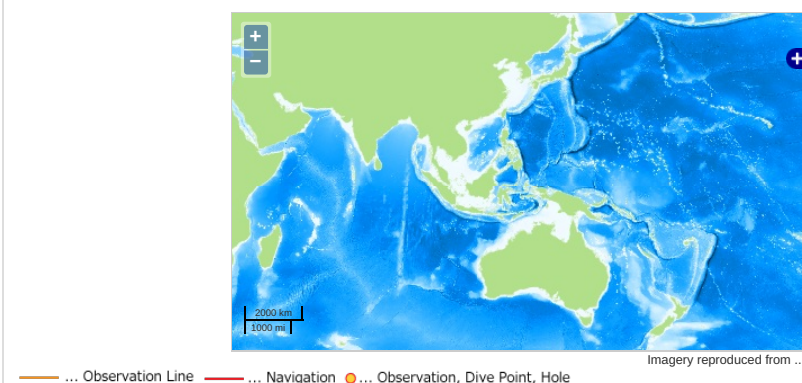 +
−
+
2000 km
1000 mi
Imagery reproduced from ..
... Observation Line ... Navigation ... Observation, Dive Point, Hole